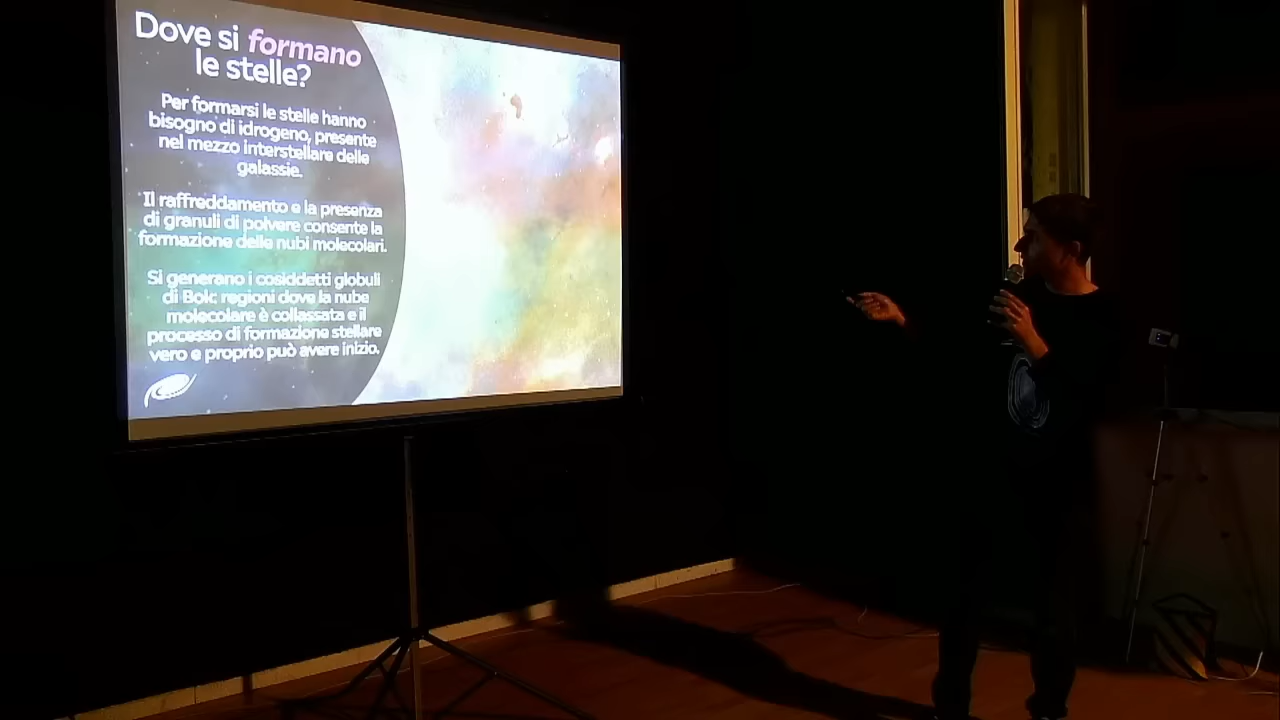 Dove si formano
le stelle?
Per formarsi le stelle hanno
bisogno di idrogeno, presente
nel mezzo interstellare delle
galassie.
Il raffreddamento e la presenza
di granuli di polvere consente la
formazione delle nubi molecolari.
Si generano i cosiddetti globuli
di Bok: regioni dove la nube
molecolare è collassata e il
processo di formazione stellare
vero e proprio può avere inizio.